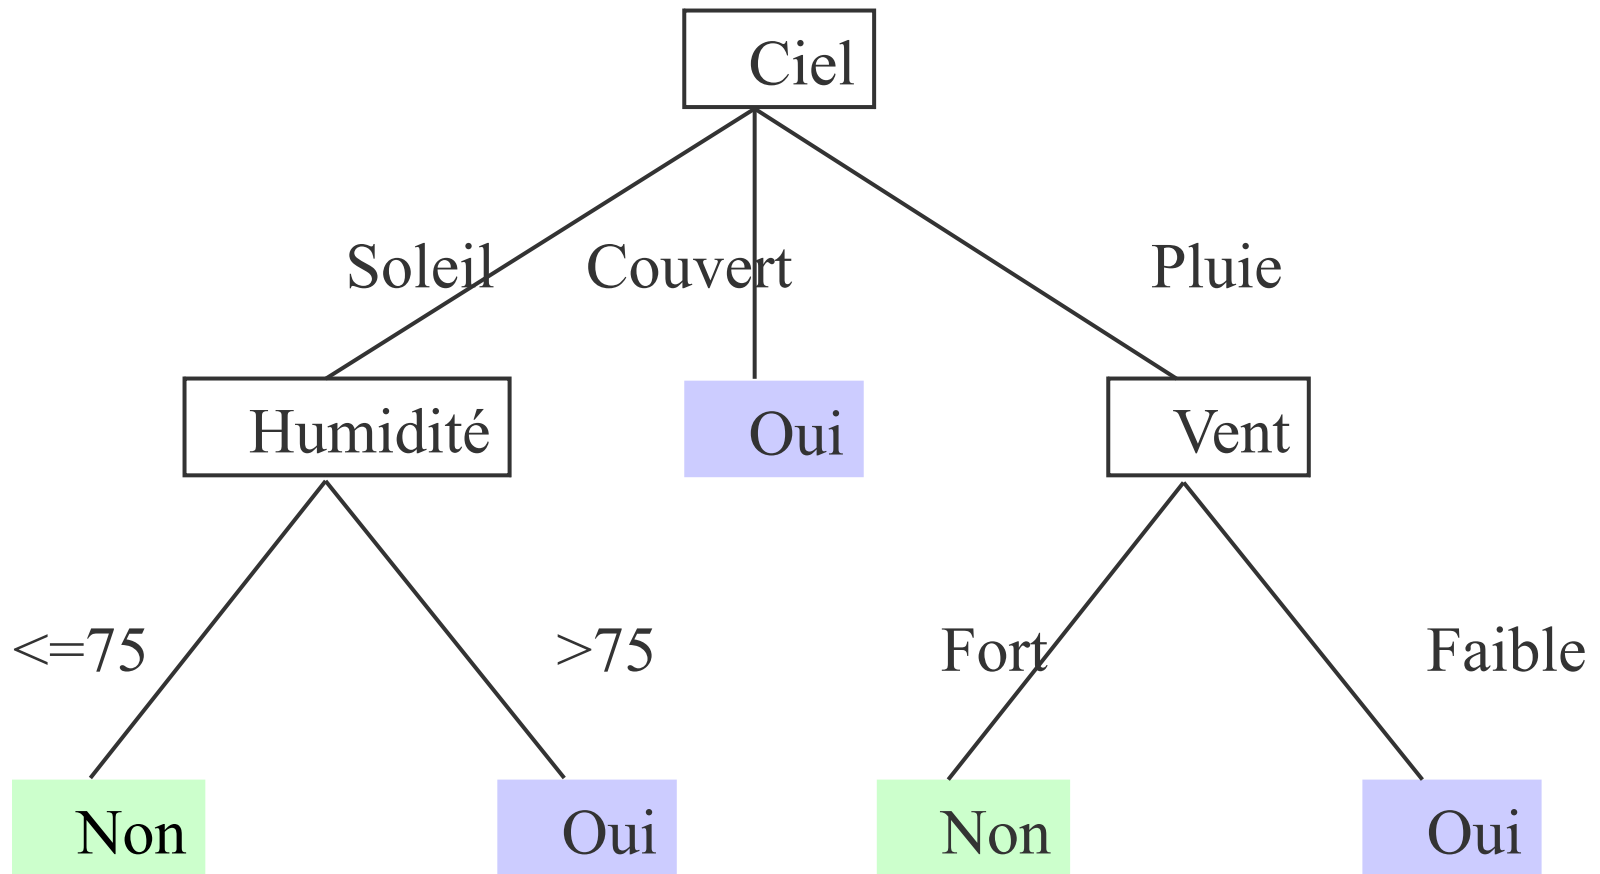 Ciel
Soleil Couvert Pluie
Humidité Oui Vent
<=75 >75 Fort Faible
Non Oui Non Oui